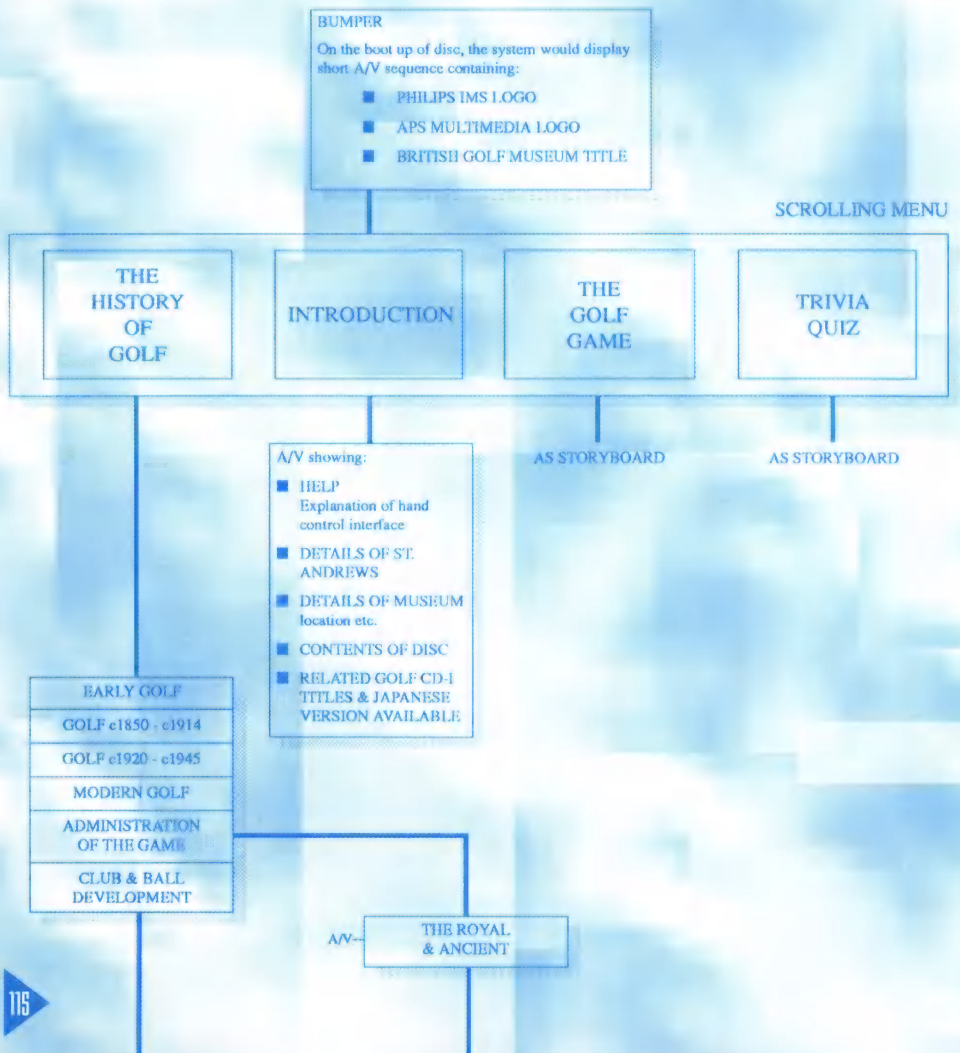 BUMPER
On the boot up of disc, the system would display
short A/V sequence containing:
■ PHILIPS IMS LOGO
■ APS MULTIMEDIA LOGO
■ BRITISH GOLF MUSEUM TITLE
SCROLLING MENU
THE
HISTORY
OF
GOLF
INTRODUCTION
THE
GOLF
GAME
TRIVIA
QUIZ
A/V showing:
■ HELP
Explanation of hand
control interface
■ DETAILS OF ST.
ANDREWS
■ DETAILS OF MUSEUM
location etc.
■ CONTENTS OF DISC
■ RELATED GOLF CD-I
TITLES & JAPANESE
VERSION AVAILABLE
AS STORYBOARD
AS STORYBOARD
EARLY GOLF
GOLF c1850 - c1914
GOLF c1920 - c1945
MODERN GOLF
ADMINISTRATION
OF THE GAME
CLUB & BALL
DEVELOPMENT
A/V--
THE ROYAL
& ANCIENT
115